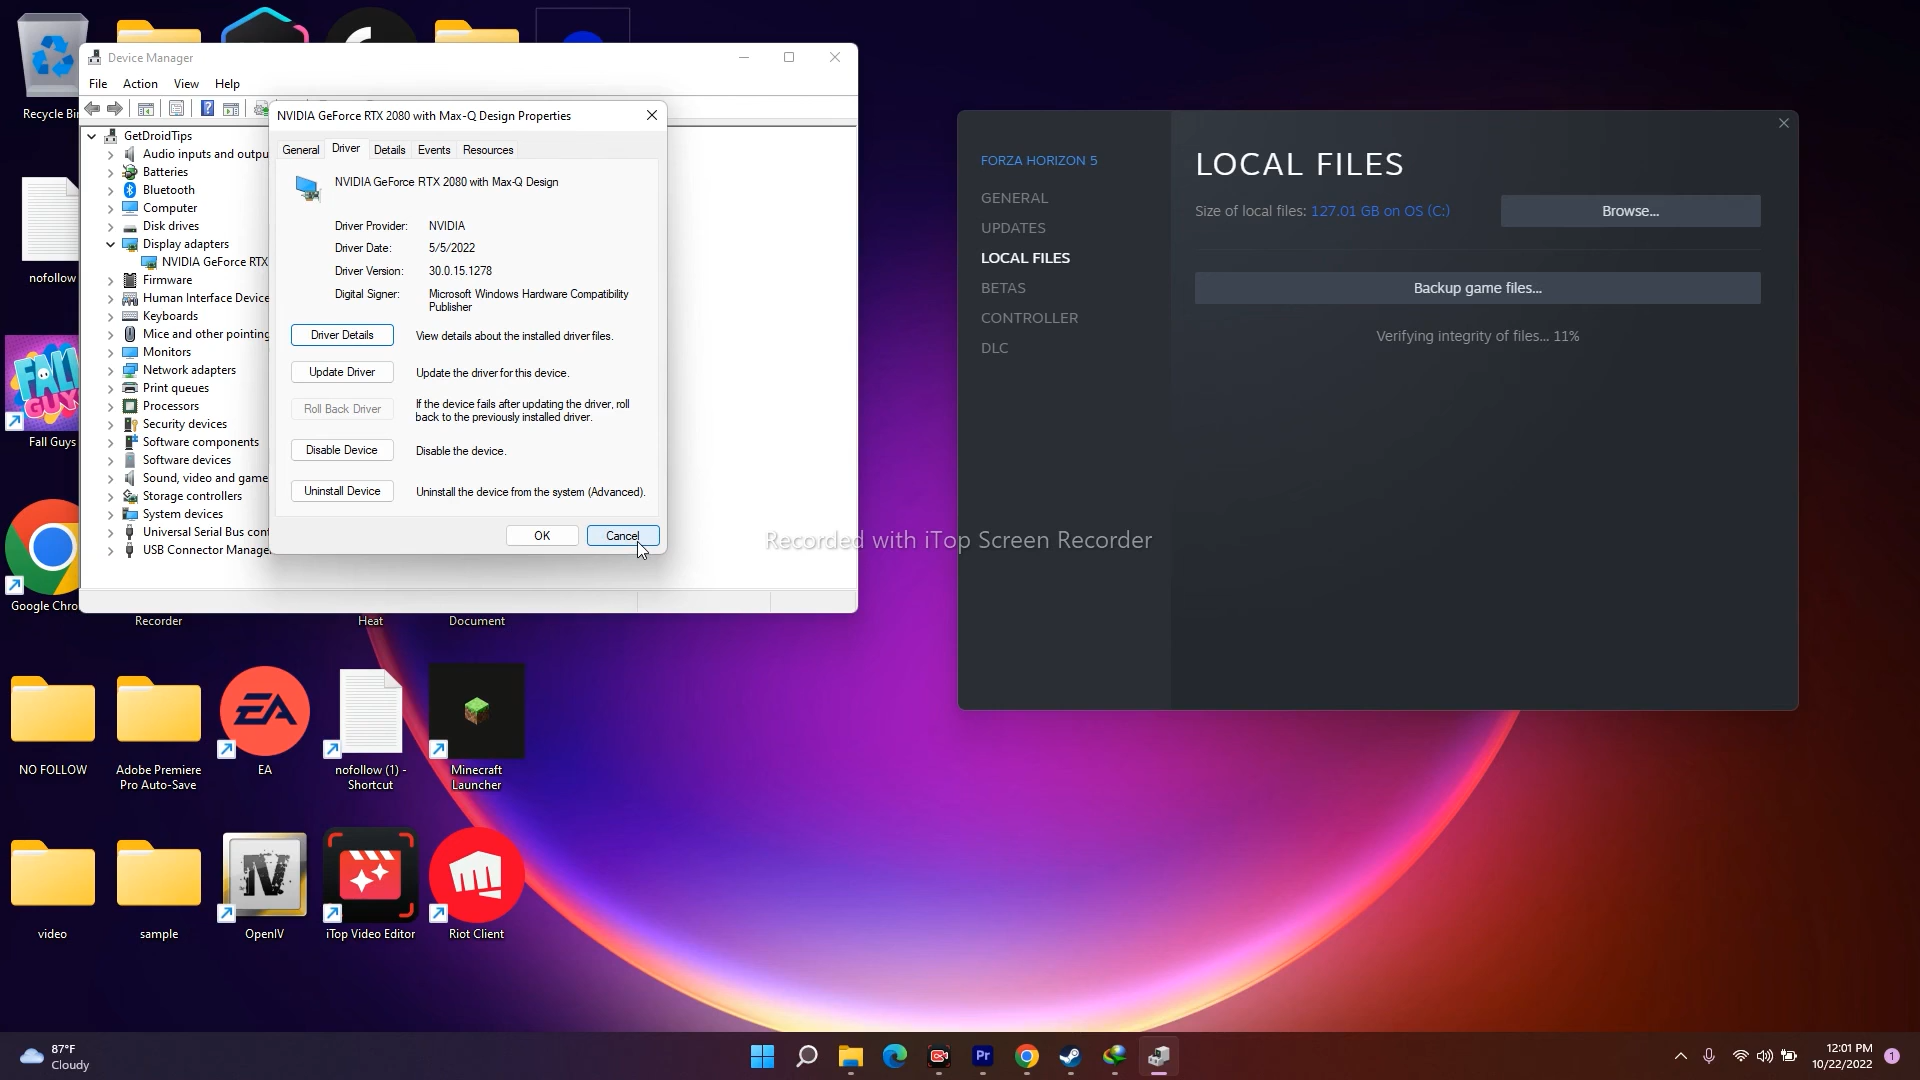 Recycle Bin
nofollow
FALL
GUYS
Fall Guys
Google Chro
Device Manager
File Action View Help
GetDroidTips
Audio inputs and outpu
Batteries
Bluetooth
Computer
Disk drives
Display adapters
NVIDIA GeForce RTX
Firmware
Human Interface Device
Keyboards
Mice and other pointing
Monitors
Network adapters
Print queues
Processors
Security devices
Software components
Software devices
Sound, video and game
Storage controllers
System devices
Universal Serial Bus cont
USB Connector Manage
NVIDIA GeForce RTX 2080 with Max-Q Design Properties
General Driver Details Events Resources
NVIDIA GeForce RTX 2080 with Max-Q Design
Driver Provider: NVIDIA
Driver Date: 5/5/2022
Driver Version: 30.0.15.1278
Digital Signer: Microsoft Windows Hardware Compatibility
Publisher
Driver Details View details about the installed driver files.
Update Driver Update the driver for this device.
Roll Back Driver If the device fails after updating the driver, roll
back to the previously installed driver.
Disable Device Disable the device.
Uninstall Device Uninstall the device from the system (Advanced).
OK Cancel
Recorded with iTop Screen Recorder
FORZA HORIZON 5
GENERAL
UPDATES
LOCAL FILES
BETAS
CONTROLLER
DLC
LOCAL FILES
Size of local files: 127.01 GB on OS (C:) Browse...
Backup game files...
Verifying integrity of files... 11%
Recorder
Heat
Document
NO FOLLOW
Adobe Premiere
Pro Auto-Save
EA
EA
nofollow (1) -
Shortcut
Minecraft
Launcher
video
sample
IV
OpenIV
iTop Video Editor
Riot Client
87°F
Cloudy
Pr
12:01 PM
10/22/2022
1